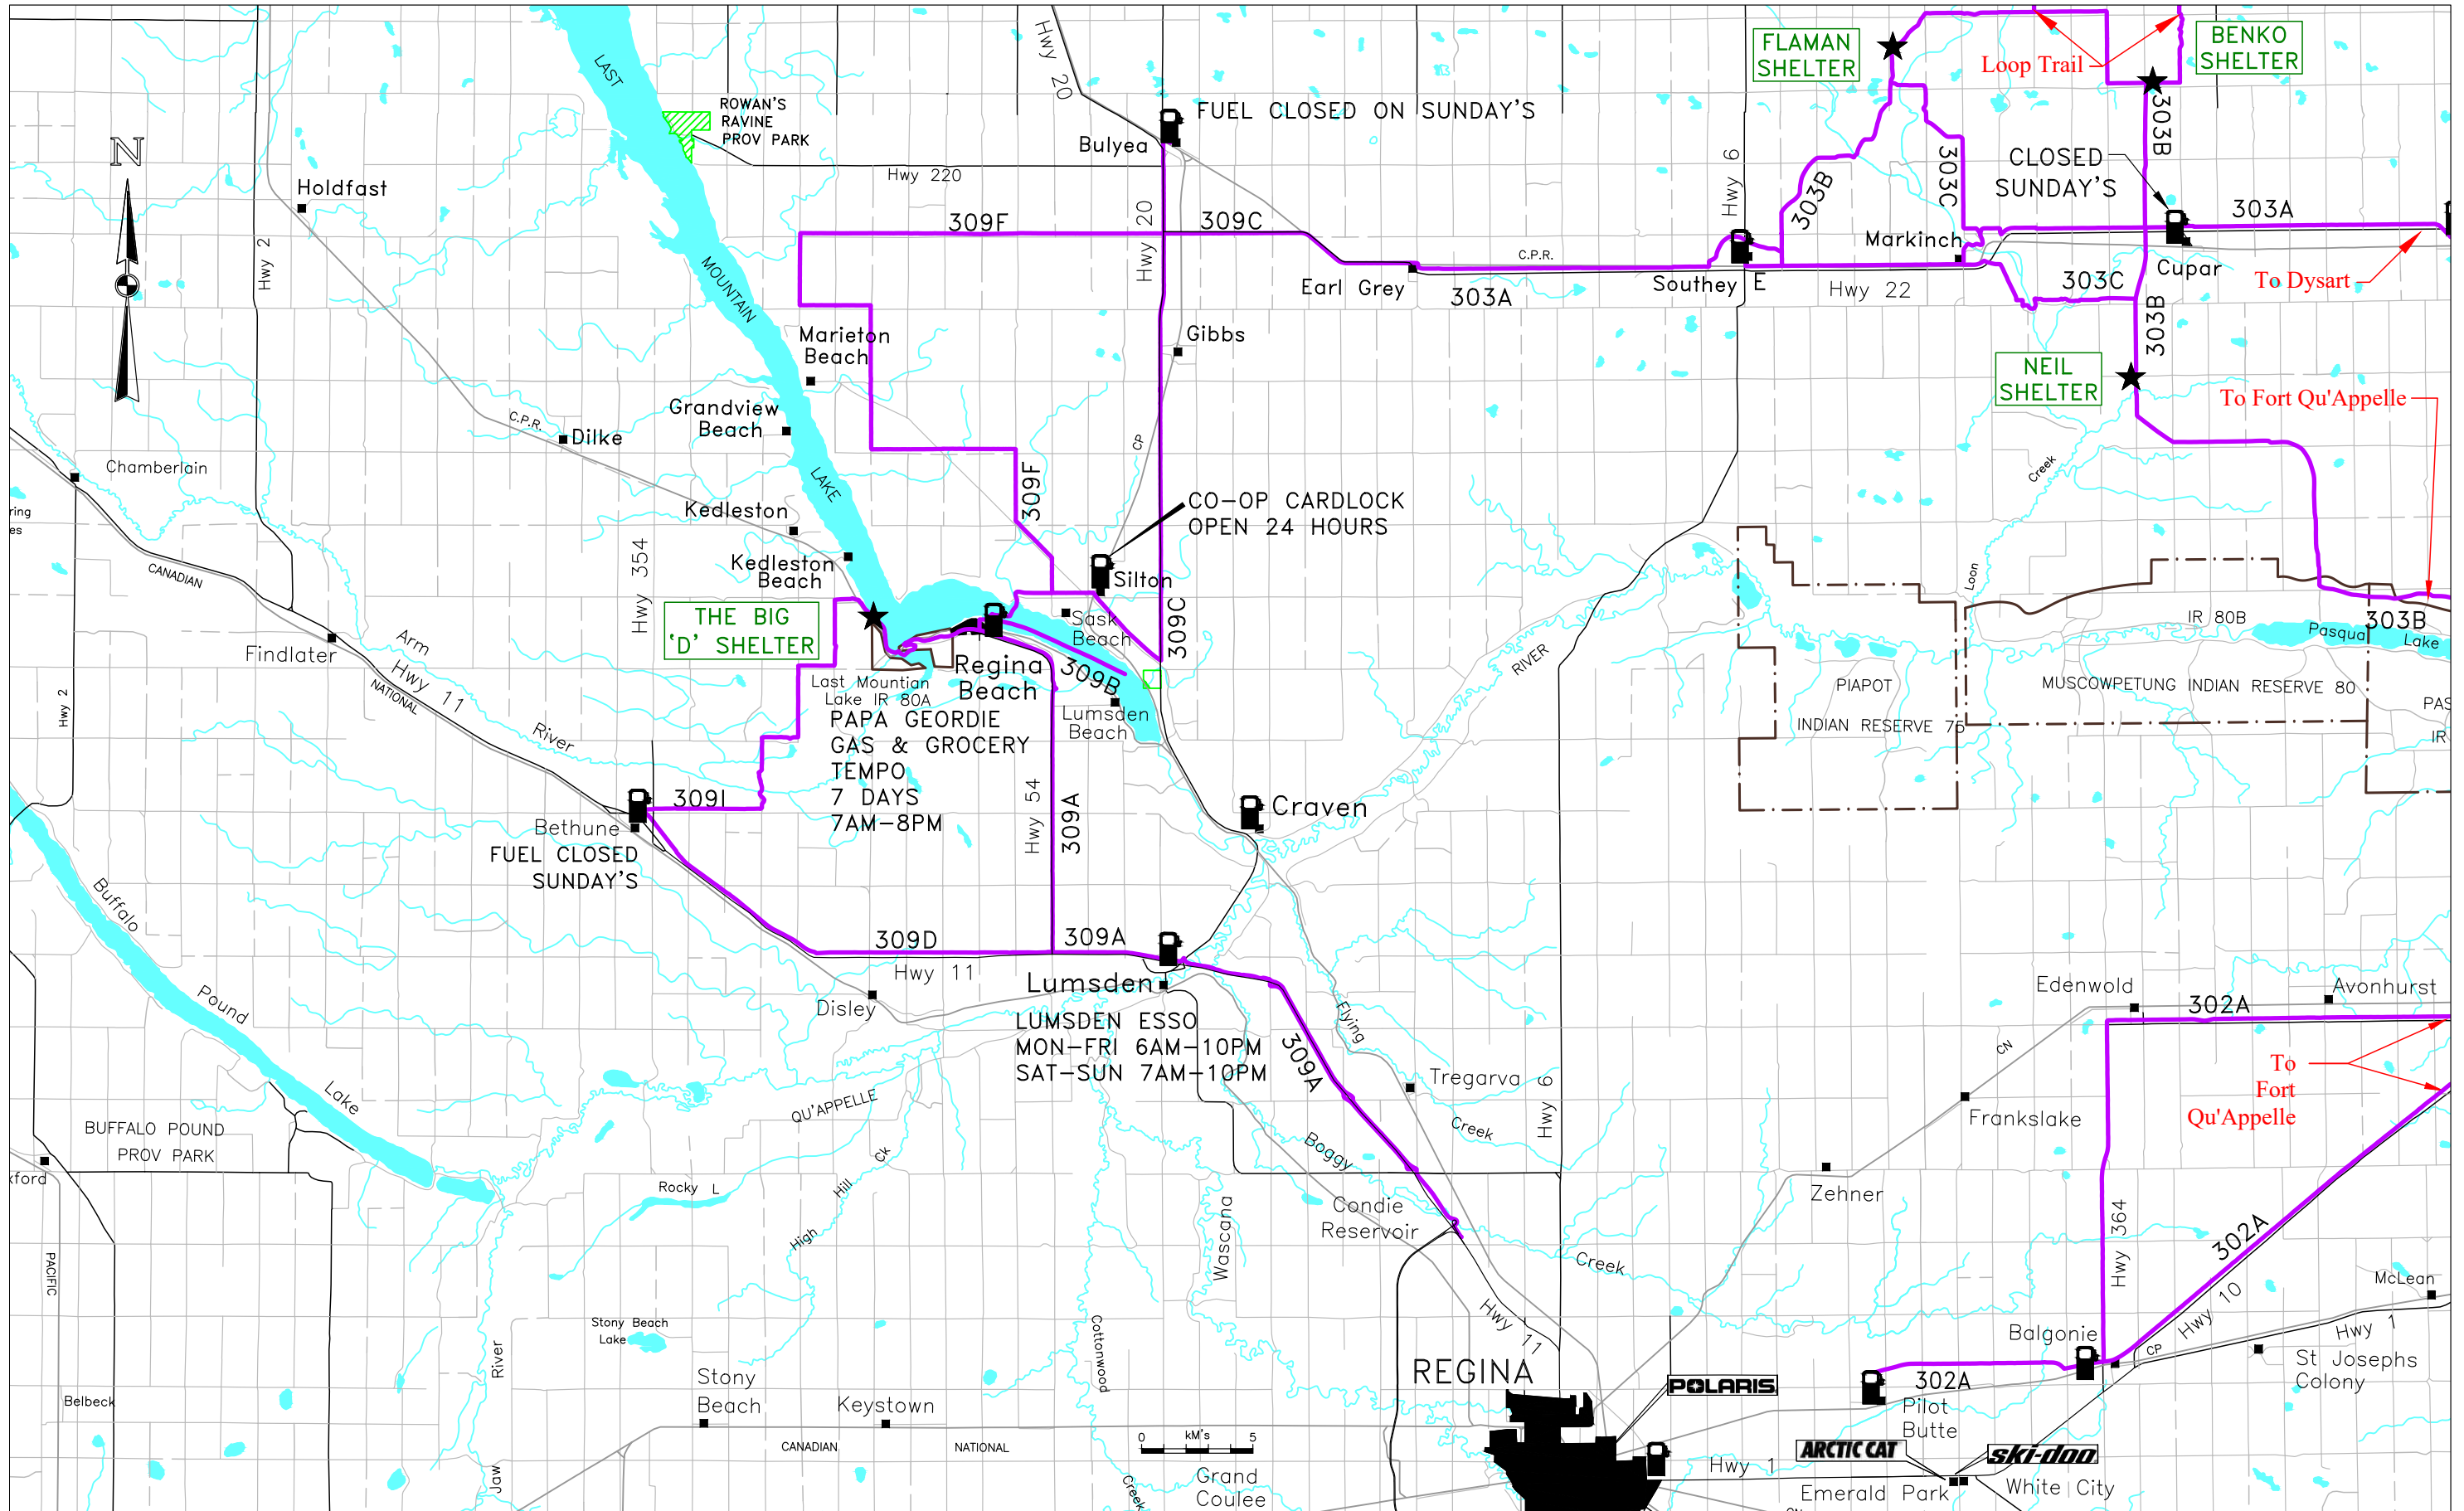 FLAMAN
SHELTER
Loop Trail
BENKO
SHELTER
LAST
Hwy 20
ROWAN'S
RAVINE
PROV PARK
FUEL CLOSED ON SUNDAY'S
Bulyea
N
Holdfast
Hwy 220
Hwy 6
303B
303C
303B
CLOSED
SUNDAY'S
Hwy 2
309F
Hwy 20
309C
303A
Markinch
MOUNTAIN
C.P.R.
Earl Grey
303A
Southey E
Hwy 22
303C
Cupar
To Dysart
Marieton
Beach
Gibbs
303B
NEIL
SHELTER
To Fort Qu'Appelle
Grandview
Beach
C.P.R.
Dilke
CP
Chamberlain
LAKE
309F
Creek
ring
es
Kedleston
CO-OP CARDLOCK
OPEN 24 HOURS
Hwy 354
CANADIAN
Kedleston
Beach
Silton
Loon
THE BIG
'D' SHELTER
Sask
Beach
309C
IR 80B
303B
Pasqua
Lake
Findlater
Arm
Hwy 11
NATIONAL
River
Hwy 2
Regina
Beach
309B
RIVER
Last Mountian
Lake IR 80A
Lumsden
Beach
PIAPOT
INDIAN RESERVE 75
MUSCOWPETUNG INDIAN RESERVE 80
PAS
IR
PAPA GEORDIE
GAS & GROCERY
TEMPO
7 DAYS
7AM-8PM
Hwy 54
309A
309I
Bethune
FUEL CLOSED
SUNDAY'S
Craven
Buffalo
Pound
Lake
309D
309A
Hwy 11
Lumsden
Disley
LUMSDEN ESSO
MON-FRI 6AM-10PM
SAT-SUN 7AM-10PM
309A
Flying
Creek
Tregarva
Hwy 6
Edenwold
302A
Avonhurst
CN
Frankslake
To
Fort
Qu'Appelle
BUFFALO POUND
PROV PARK
QU'APPELLE
Boggy
Zehner
xford
Rocky L
High
Hill
Ck
Wascana
Condie
Reservoir
Creek
Hwy 364
302A
Hwy 10
McLean
PACIFIC
Stony Beach
Lake
Cottonwood
Creek
Hwy 11
Balgonie
CP
Hwy 1
St Josephs
Colony
Jaw
River
REGINA
POLARIS
302A
Pilot
Butte
Belbeck
Stony
Beach
Keystown
CANADIAN
NATIONAL
0 kM's 5
Grand
Coulee
Hwy 1
ARCTIC CAT
ski-doo
Emerald Park
White City